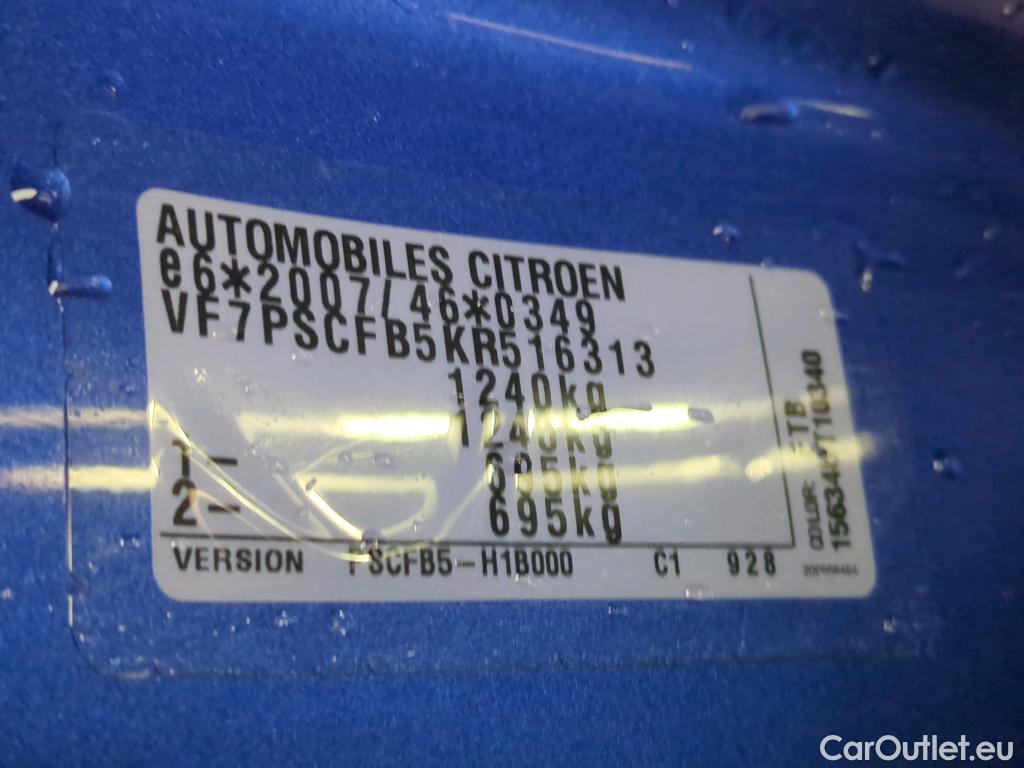 AUTOMOBILES CITROEN
e6*2007/46*0349
VF7PSCFB5KR516313
1240kg
1240kg
1- 695kg
2- 695kg
VERSION PSCFB5-H1B000 C1 928
COLOR: ETB
CarOutlet.eu